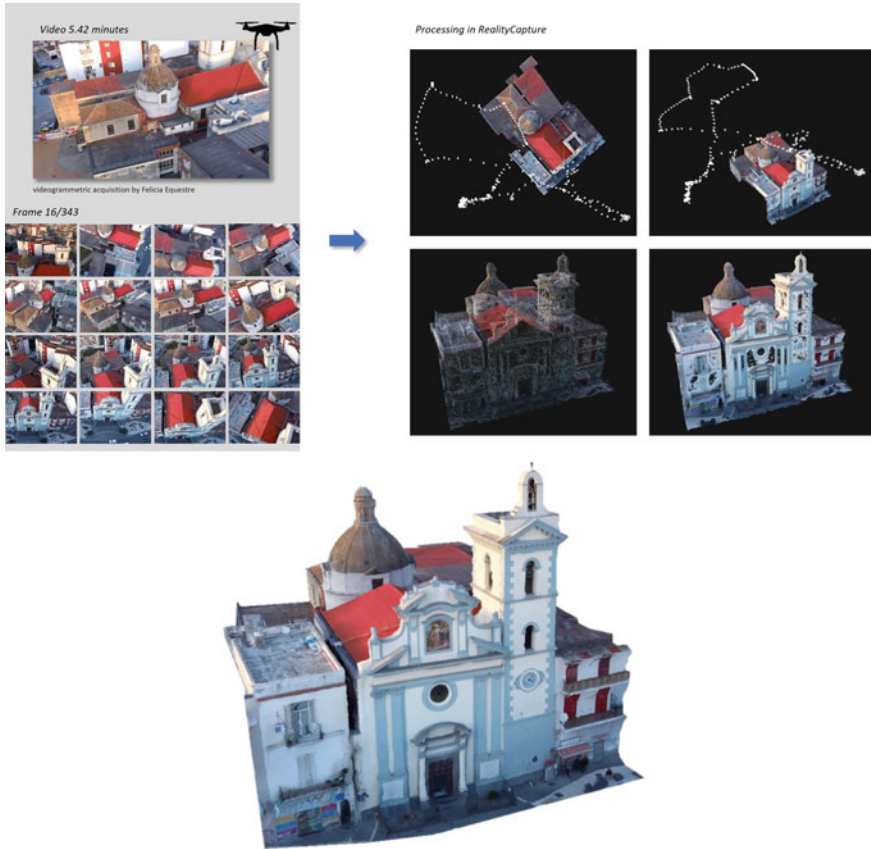 Video 5.42 minutes
Processing in RealityCapture
videogrammetric acquisition by Felicia Equestre
Frame 16/343